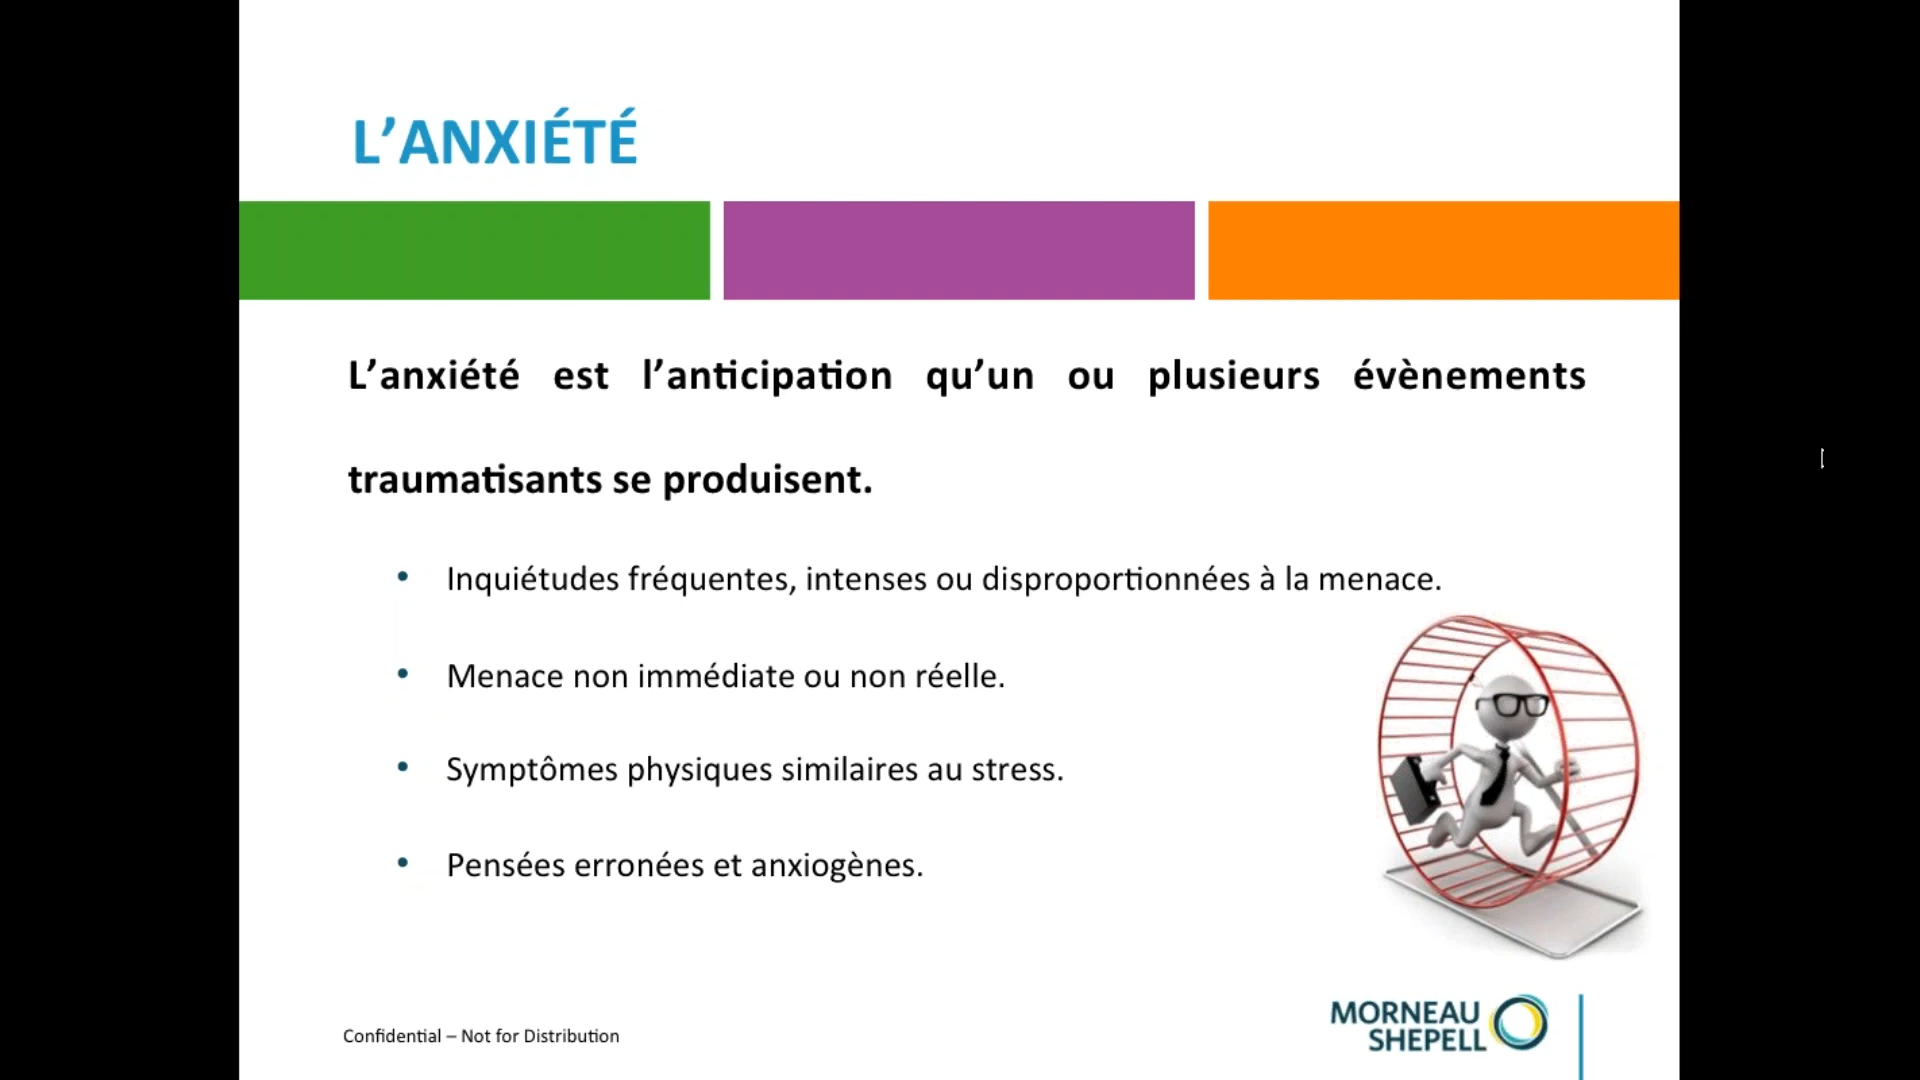 L’ANXIÉTÉ
L’anxiété est l’anticipation qu’un ou plusieurs évènements
traumatisants se produisent.
• Inquiétudes fréquentes, intenses ou disproportionnées à la menace.
• Menace non immédiate ou non réelle.
• Symptômes physiques similaires au stress.
• Pensées erronées et anxiogènes.
Confidential – Not for Distribution
MORNEAU
SHEPELL